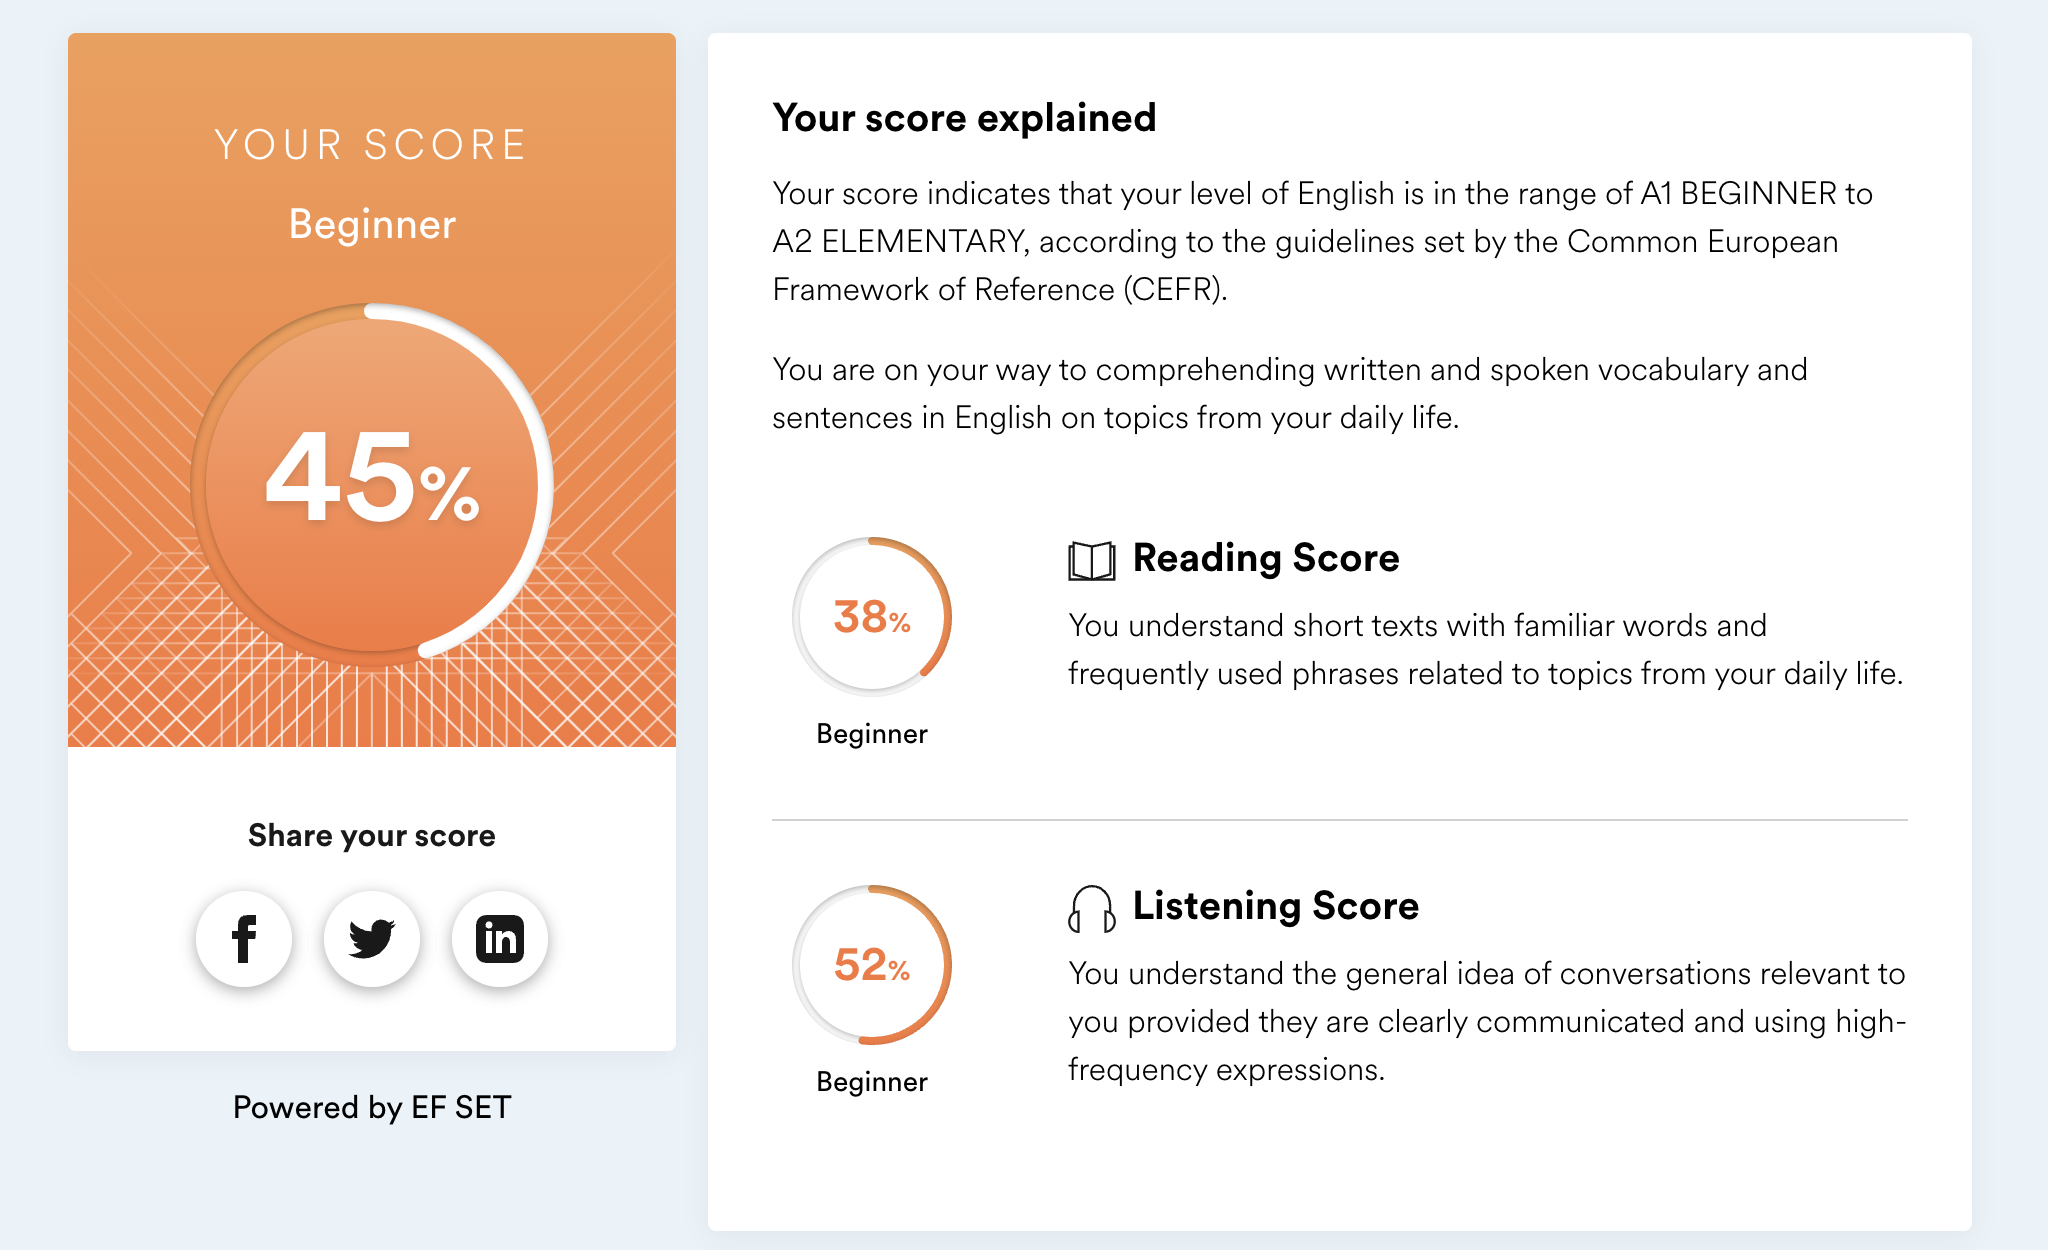 YOUR SCORE
Beginner
45%
Share your score
f
in
Powered by EF SET
Your score explained
Your score indicates that your level of English is in the range of A1 BEGINNER to
A2 ELEMENTARY, according to the guidelines set by the Common European
Framework of Reference (CEFR).
You are on your way to comprehending written and spoken vocabulary and
sentences in English on topics from your daily life.
38%
Beginner
Reading Score
You understand short texts with familiar words and
frequently used phrases related to topics from your daily life.
52%
Beginner
Listening Score
You understand the general idea of conversations relevant to
you provided they are clearly communicated and using high-
frequency expressions.